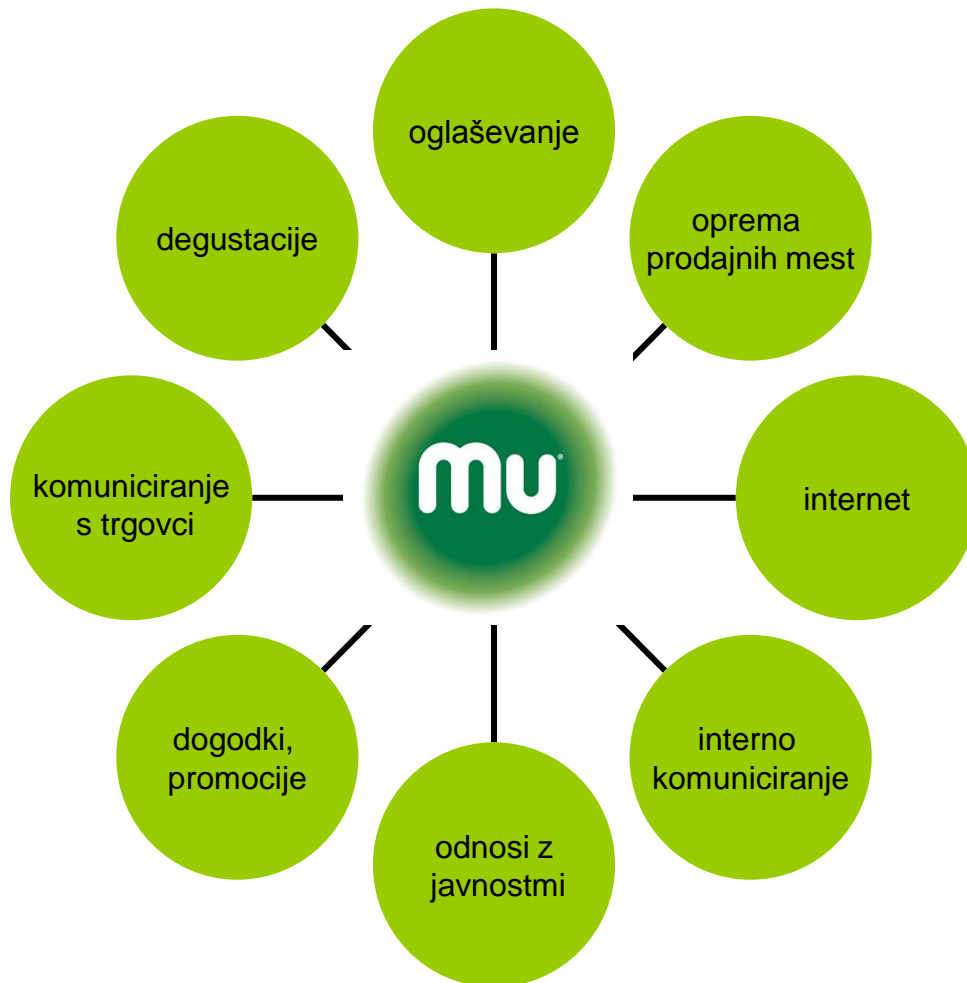 oglaševanje
oprema
prodajnih mest
internet
interno
komuniciranje
odnosi z
javnostmi
dogodki,
promocije
komuniciranje
s trgovci
degustacije
mu®